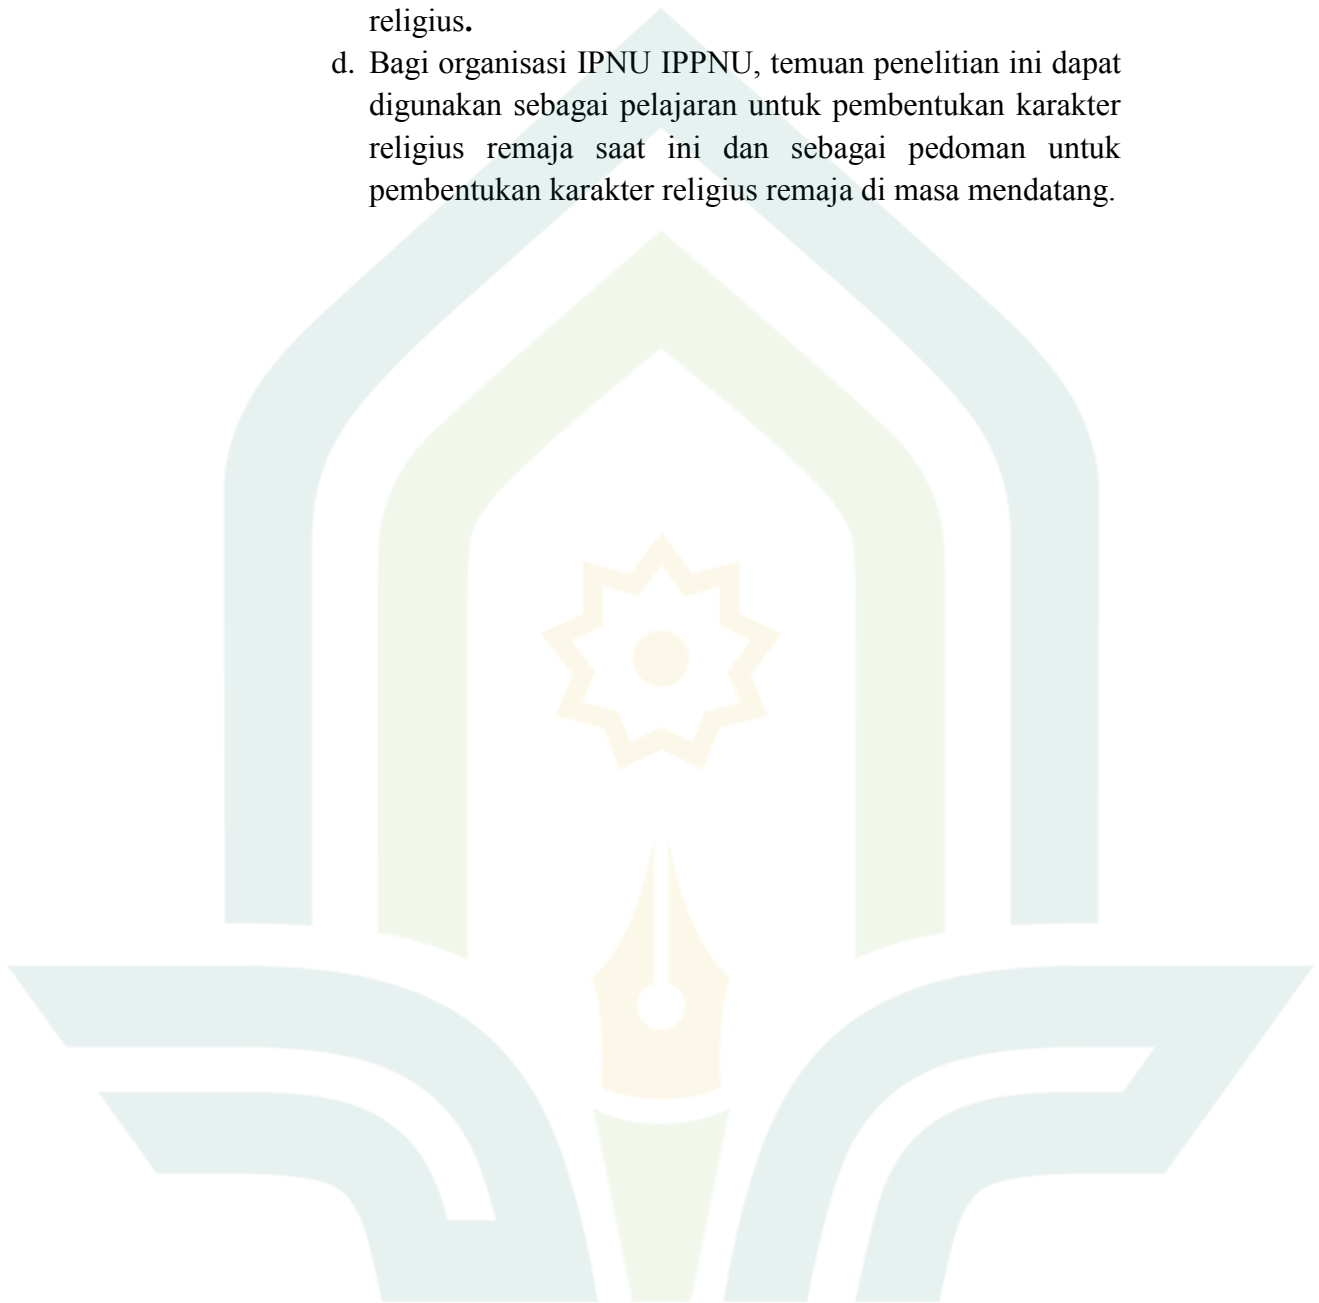 religius.
d. Bagi organisasi IPNU IPPNU, temuan penelitian ini dapat
digunakan sebagai pelajaran untuk pembentukan karakter
religius remaja saat ini dan sebagai pedoman untuk
pembentukan karakter religius remaja di masa mendatang.